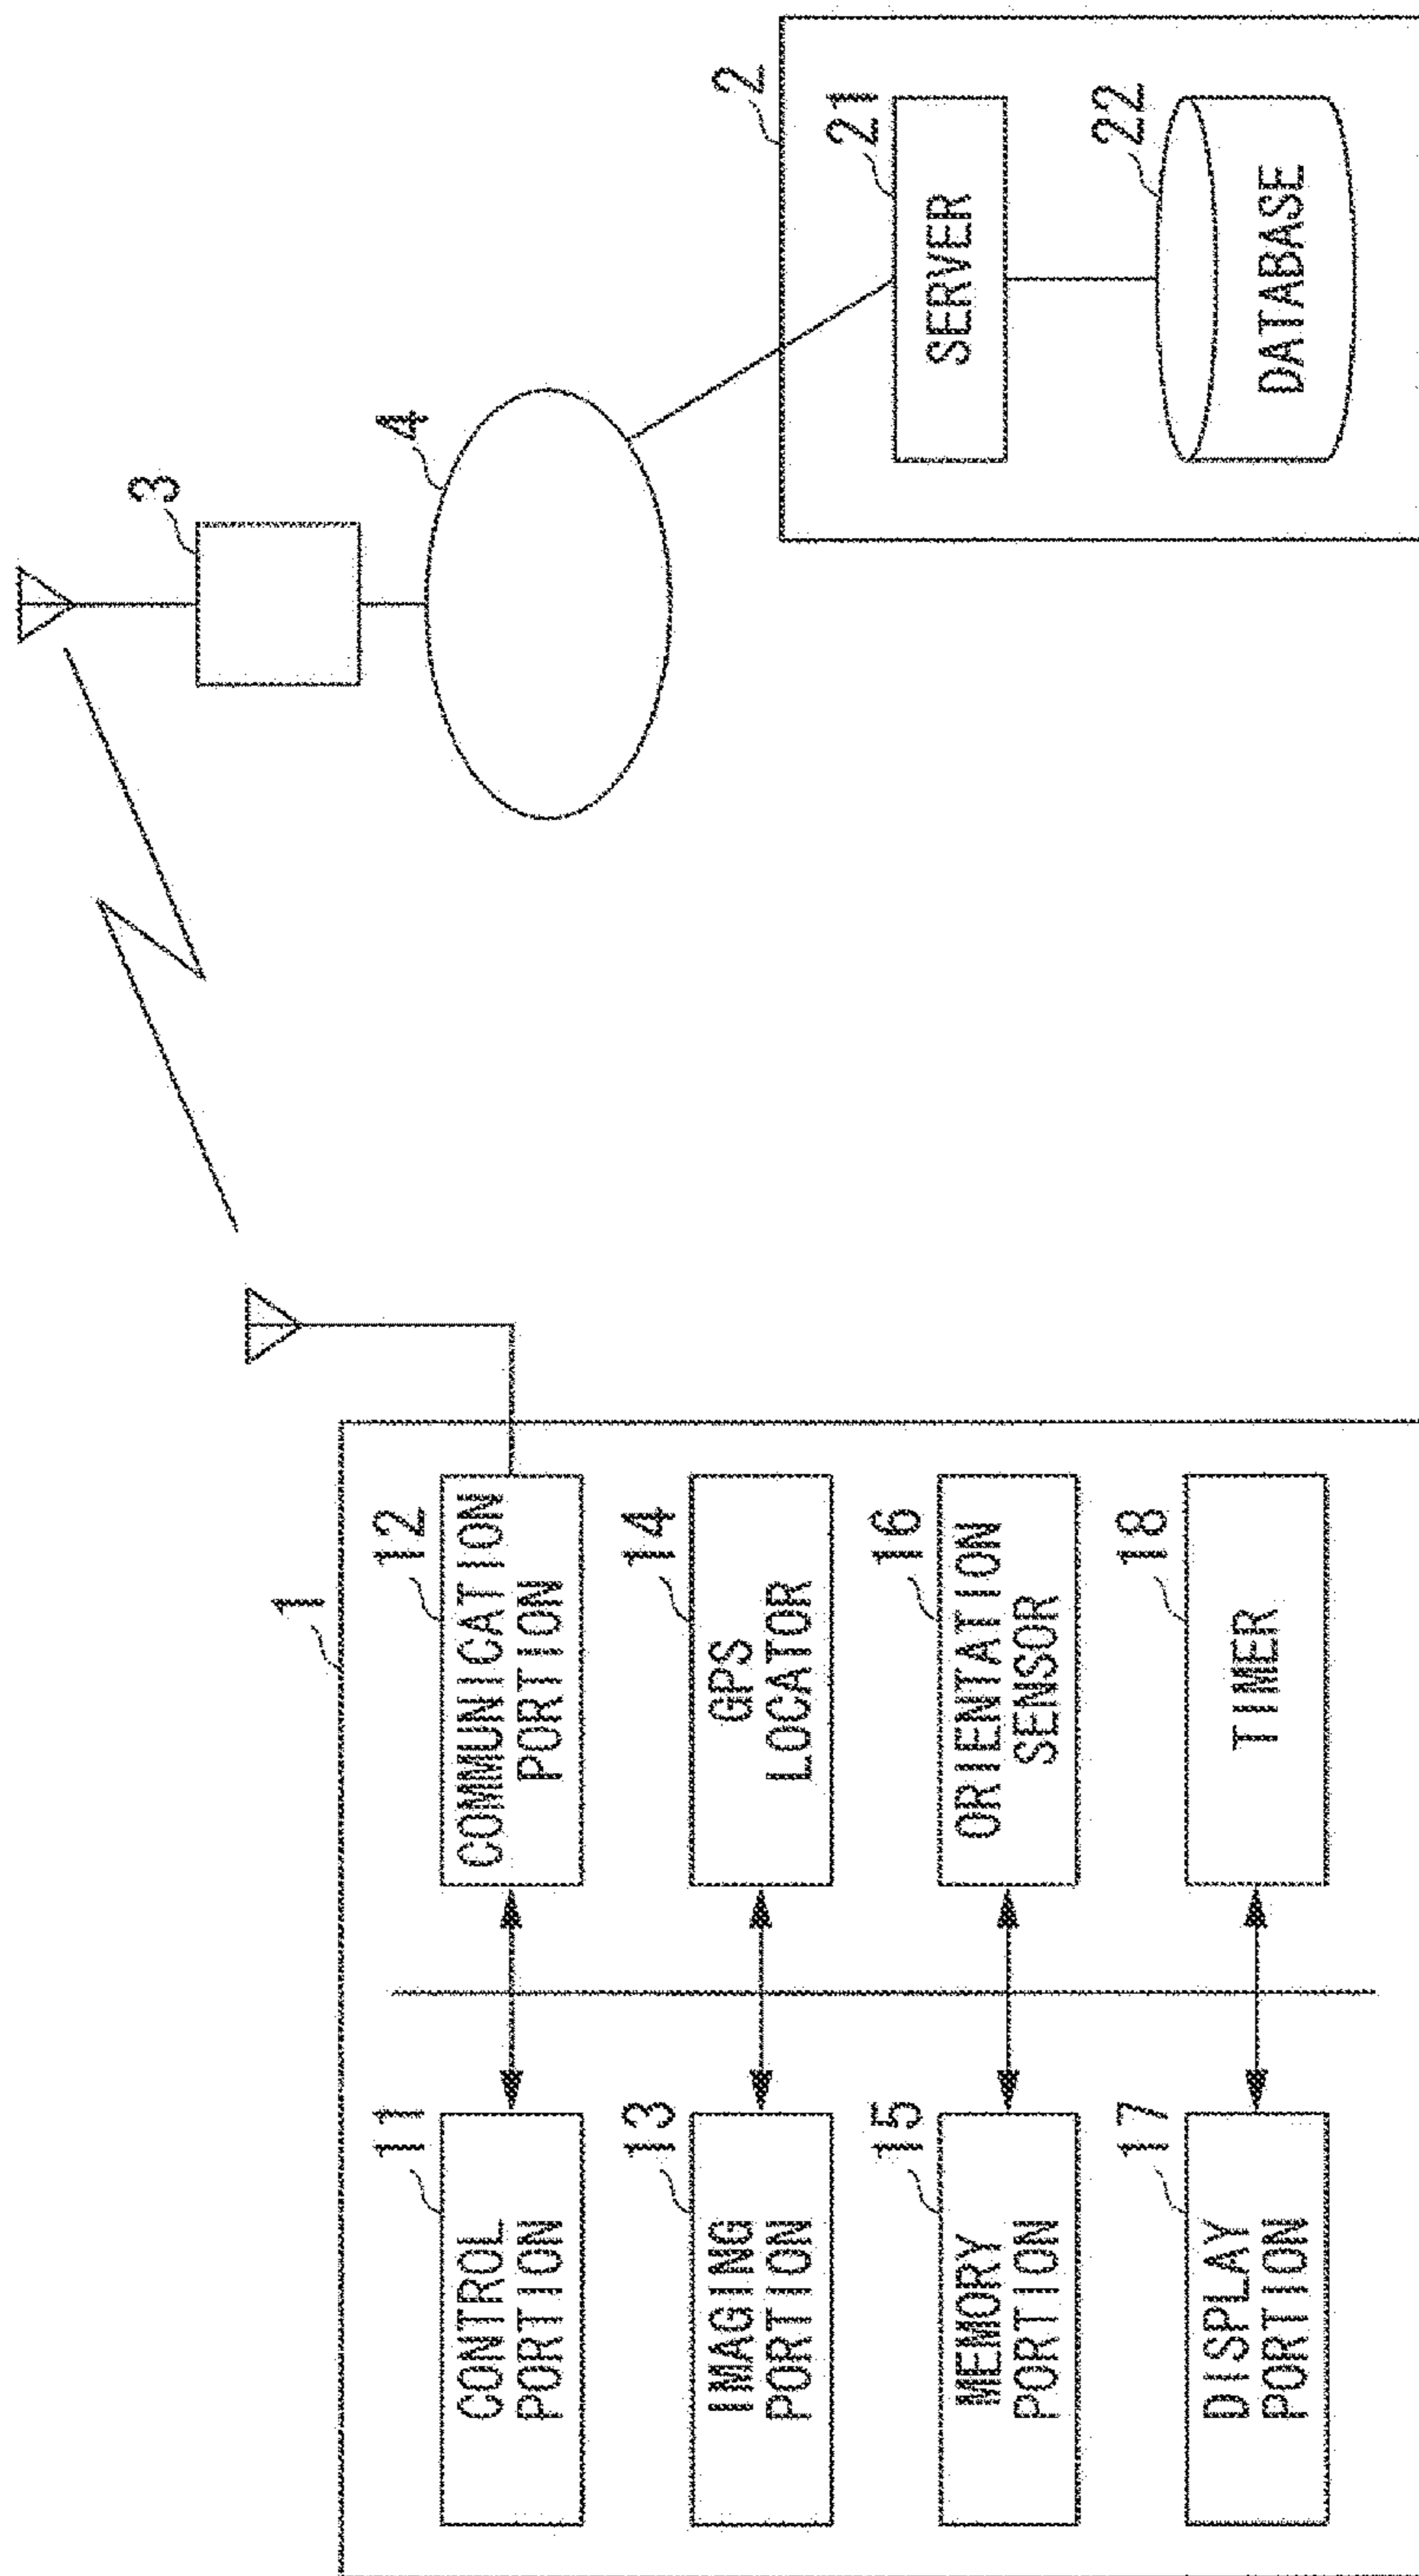 1
11
CONTROL
PORTION
12
COMMUNICATION
PORTION
13
IMAGING
PORTION
14
GPS
LOCATOR
15
MEMORY
PORTION
16
ORIENTATION
SENSOR
17
DISPLAY
PORTION
18
TIMER
3
4
2
21
SERVER
22
DATABASE